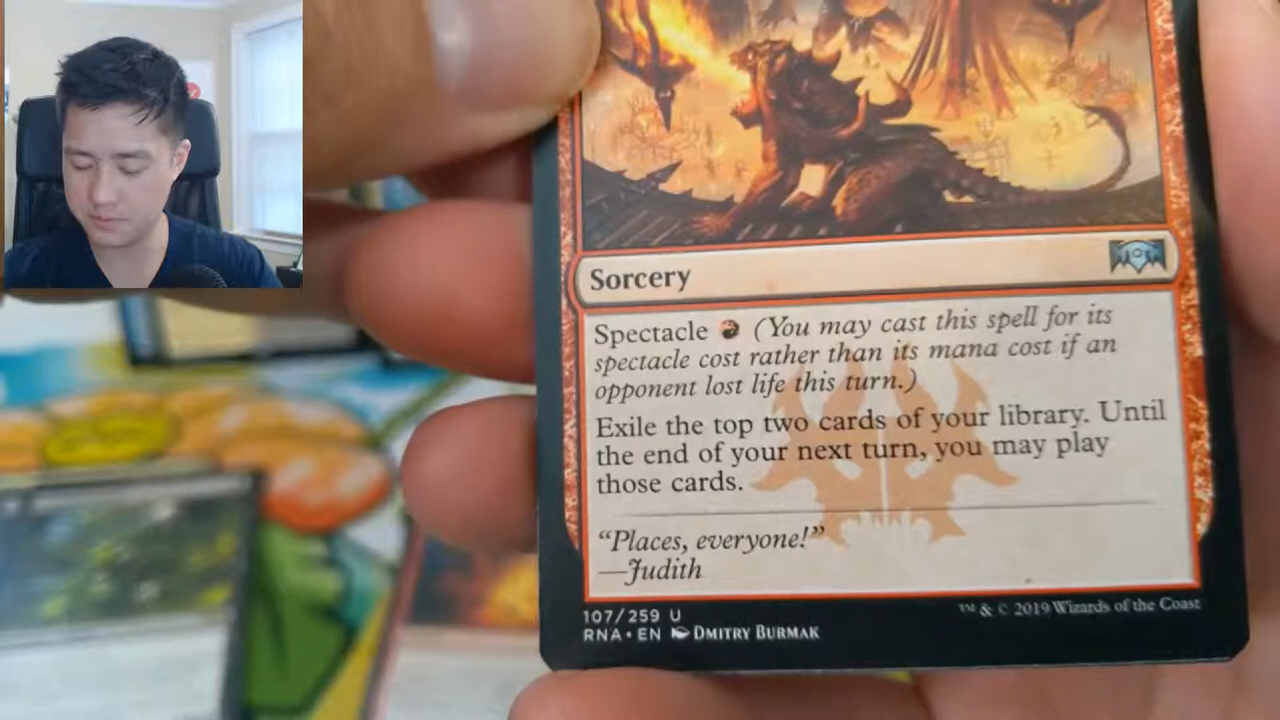 Sorcery
Spectacle (You may cast this spell for its
spectacle cost rather than its mana cost if an
opponent lost life this turn.)
Exile the top two cards of your library. Until
the end of your next turn, you may play
those cards.
“Places, everyone!”
—Judith
107/259 U
RNA • EN Dmitry Burmak
™ & © 2019 Wizards of the Coast